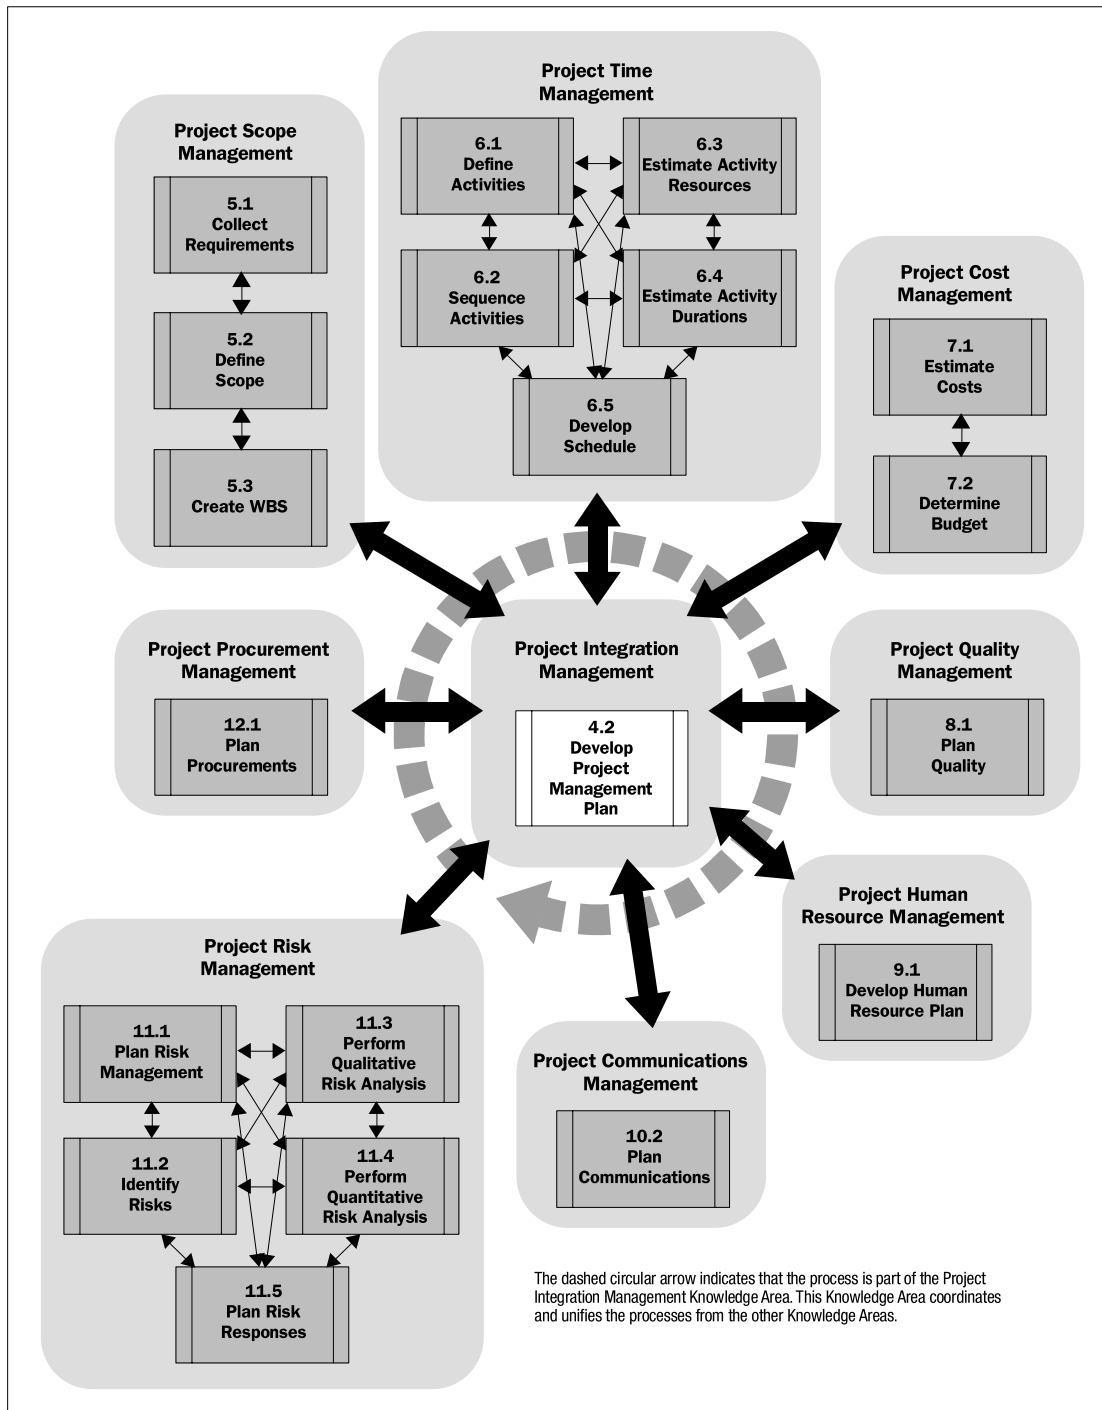 Project Time
Management
6.1
Define
Activities
6.3
Estimate Activity
Resources
6.2
Sequence
Activities
6.4
Estimate Activity
Durations
6.5
Develop
Schedule
Project Scope
Management
5.1
Collect
Requirements
5.2
Define
Scope
5.3
Create WBS
Project Cost
Management
7.1
Estimate
Costs
7.2
Determine
Budget
Project Procurement
Management
12.1
Plan
Procurements
Project Integration
Management
4.2
Develop
Project
Management
Plan
Project Quality
Management
8.1
Plan
Quality
Project Human
Resource Management
9.1
Develop Human
Resource Plan
Project Risk
Management
11.1
Plan Risk
Management
11.3
Perform
Qualitative
Risk Analysis
11.2
Identify
Risks
11.4
Perform
Quantitative
Risk Analysis
11.5
Plan Risk
Responses
Project Communications
Management
10.2
Plan
Communications
The dashed circular arrow indicates that the process is part of the Project
Integration Management Knowledge Area. This Knowledge Area coordinates
and unifies the processes from the other Knowledge Areas.